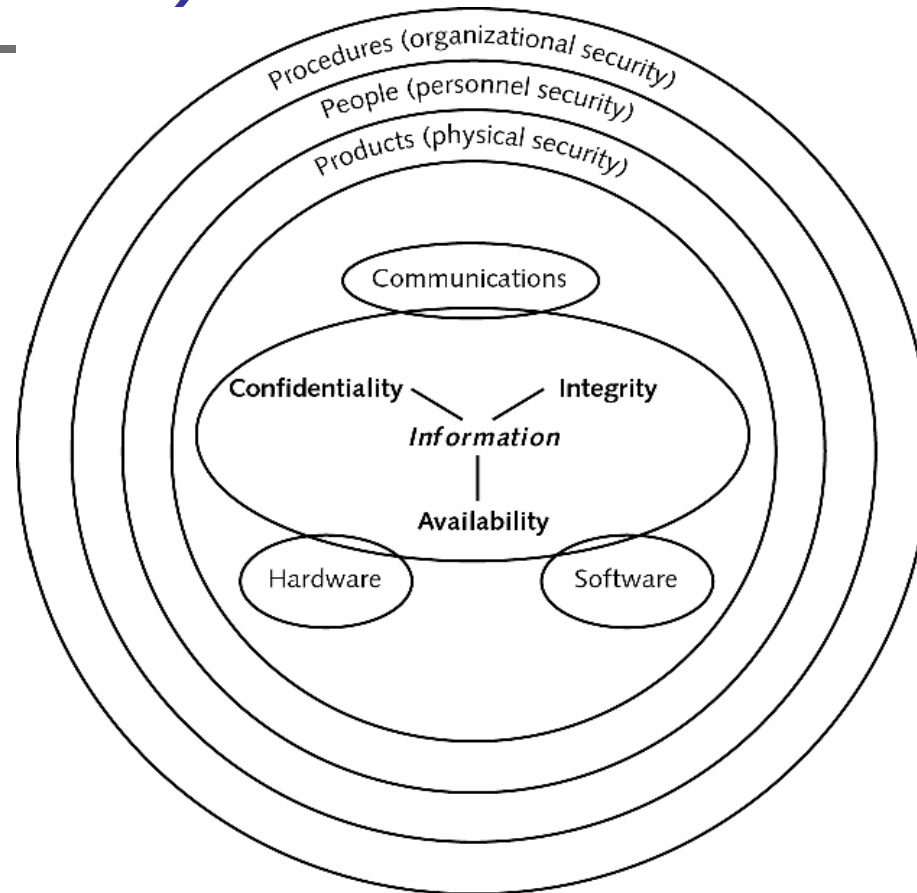 Procedures (organizational security)
People (personnel security)
Products (physical security)
Communications
Confidentiality
Integrity
Information
Availability
Hardware
Software